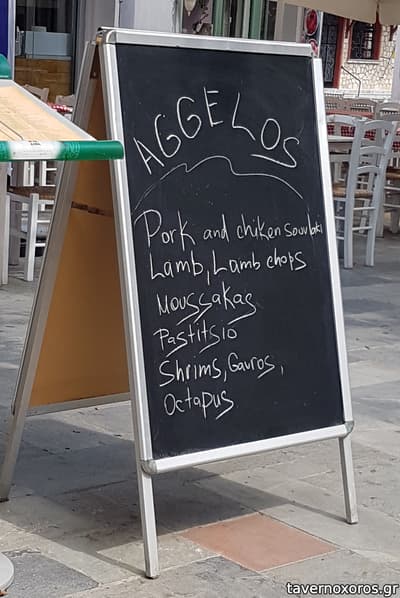 AGGELOS
Pork and chiken souvlaki
Lamb, Lamb chops
Moussakas
Pastitsio
Shrims, Gavros,
Octapus
tavernoxoros.gr